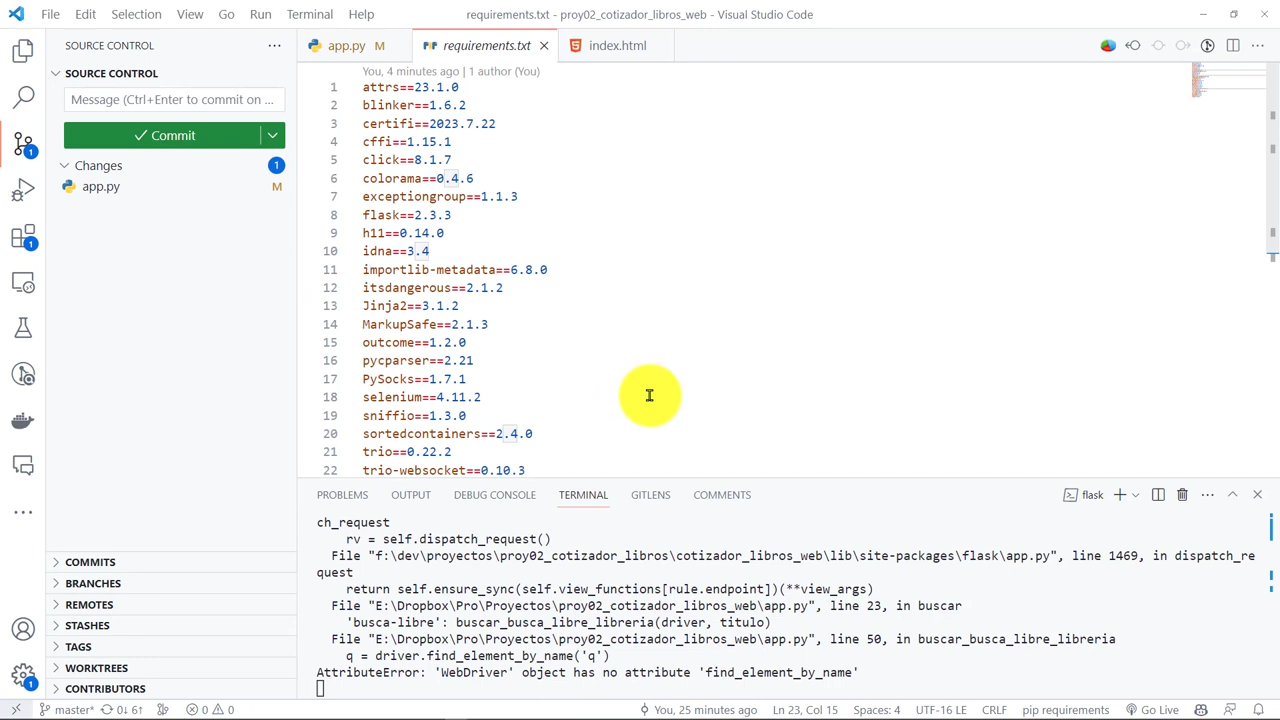 File Edit Selection View Go Run Terminal Help requirements.txt - proy02_cotizador_libros_web - Visual Studio Code
SOURCE CONTROL
app.py M requirements.txt index.html
SOURCE CONTROL
Message (Ctrl+Enter to commit on ...
Commit
Changes 1
app.py M
1
1
You, 4 minutes ago | 1 author (You)
1 attrs==23.1.0
2 blinker==1.6.2
3 certifi==2023.7.22
4 cffi==1.15.1
5 click==8.1.7
6 colorama==0.4.6
7 exceptiongroup==1.1.3
8 flask==2.3.3
9 h11==0.14.0
10 idna==3.4
11 importlib-metadata==6.8.0
12 itsdangerous==2.1.2
13 Jinja2==3.1.2
14 MarkupSafe==2.1.3
15 outcome==1.2.0
16 pycparser==2.21
17 PySocks==1.7.1
18 selenium==4.11.2
19 sniffio==1.3.0
20 sortedcontainers==2.4.0
21 trio==0.22.2
22 trio-websocket==0.10.3
PROBLEMS OUTPUT DEBUG CONSOLE TERMINAL GITLENS COMMENTS flask
ch_request
rv = self.dispatch_request()
File "f:\dev\proyectos\proy02_cotizador_libros\cotizador_libros_web\lib\site-packages\flask\app.py", line 1469, in dispatch_re
quest
return self.ensure_sync(self.view_functions[rule.endpoint])(**view_args)
File "E:\Dropbox\Pro\Proyectos\proy02_cotizador_libros_web\app.py", line 23, in buscar
'busca-libre': buscar_busca_libre_libreria(driver, titulo)
File "E:\Dropbox\Pro\Proyectos\proy02_cotizador_libros_web\app.py", line 50, in buscar_busca_libre_libreria
q = driver.find_element_by_name('q')
AttributeError: 'WebDriver' object has no attribute 'find_element_by_name'
COMMITS
BRANCHES
REMOTES
STASHES
TAGS
WORKTREES
CONTRIBUTORS
1
master* 0↓ 6↑ 0 0 You, 25 minutes ago Ln 23, Col 15 Spaces: 4 UTF-16 LE CRLF pip requirements Go Live